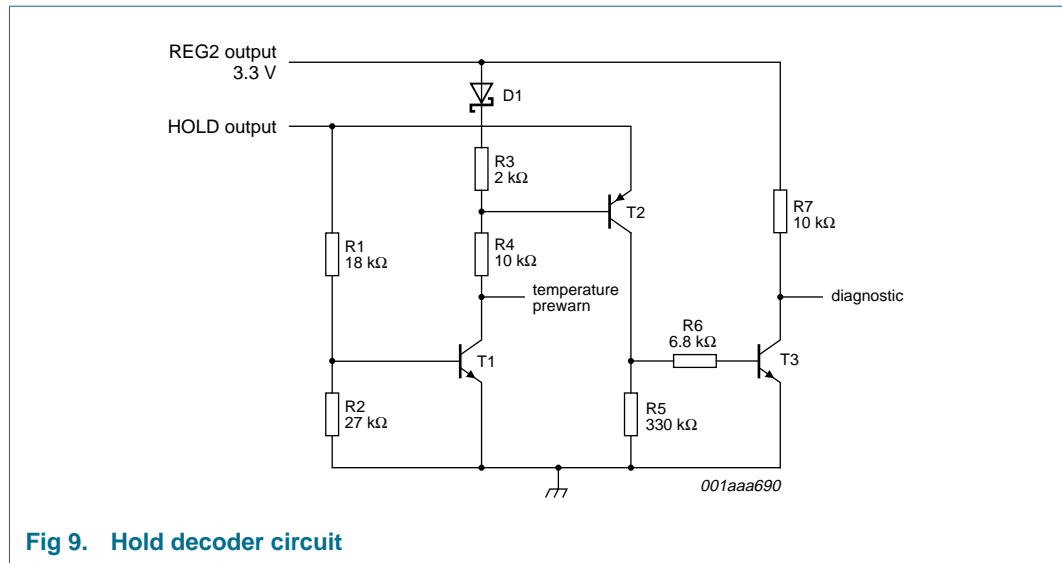 REG2 output
3.3 V
D1
HOLD output
R3
2 kΩ
T2
R7
10 kΩ
R1
18 kΩ
R4
10 kΩ
temperature
prewarn
diagnostic
R6
6.8 kΩ
T1
T3
R2
27 kΩ
R5
330 kΩ
001aaa690
Fig 9. Hold decoder circuit